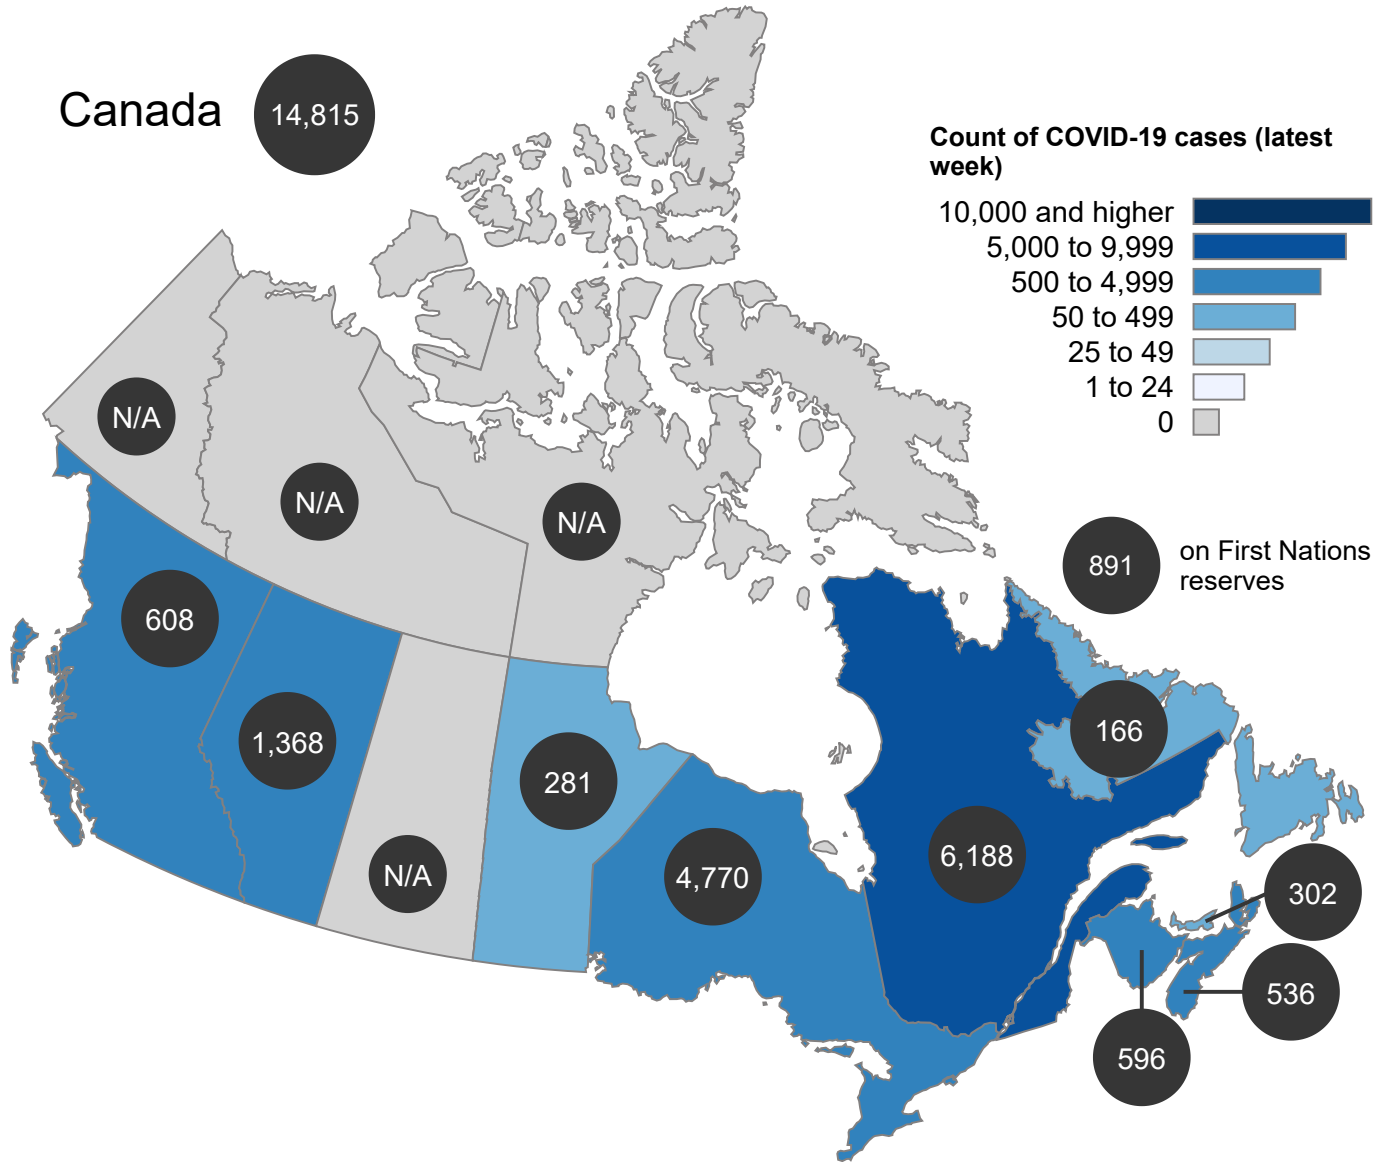 Canada
14,815
Count of COVID-19 cases (latest
week)
10,000 and higher
5,000 to 9,999
500 to 4,999
50 to 499
25 to 49
1 to 24
0
N/A
N/A
N/A
891
on First Nations
reserves
608
1,368
N/A
281
4,770
6,188
166
302
536
596